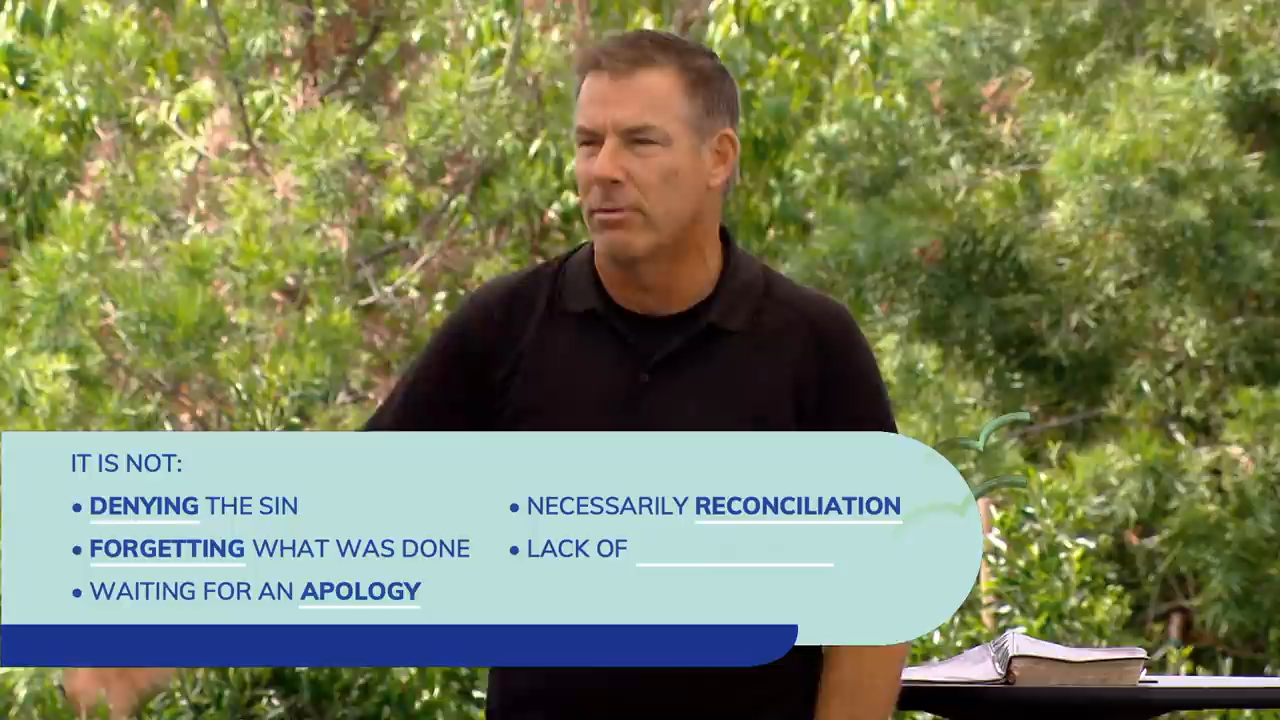 IT IS NOT:
• DENYING THE SIN
• FORGETTING WHAT WAS DONE
• WAITING FOR AN APOLOGY
• NECESSARILY RECONCILIATION
• LACK OF